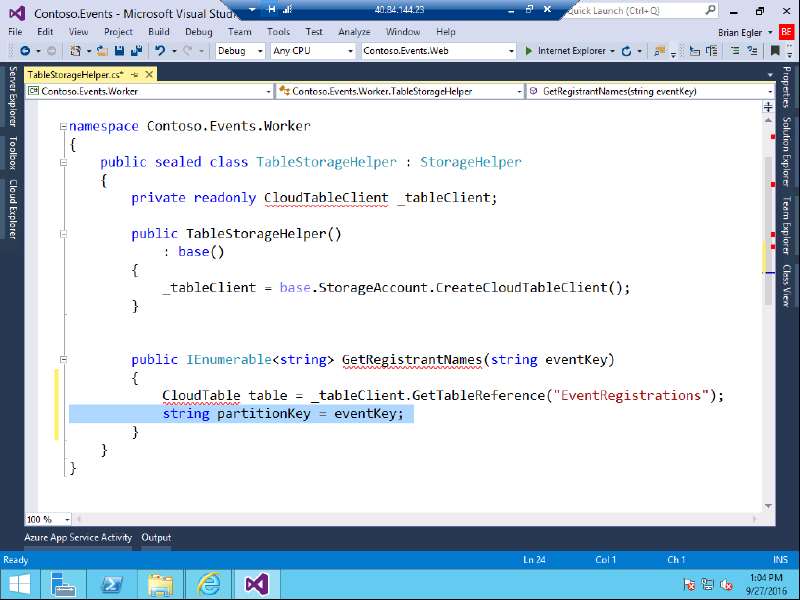 Contoso.Events - Microsoft Visual Studio
40.84.144.23
Quick Launch (Ctrl+Q)
File Edit View Project Build Debug Team Tools Test Analyze Window Help Brian Egler BE
Debug Any CPU Contoso.Events.Web Internet Explorer
TableStorageHelper.cs*
Contoso.Events.Worker Contoso.Events.Worker.TableStorageHelper GetRegistrantNames(string eventKey)
Server Explorer
Toolbox
Cloud Explorer
namespace Contoso.Events.Worker
{
public sealed class TableStorageHelper : StorageHelper
{
private readonly CloudTableClient _tableClient;
public TableStorageHelper()
: base()
{
_tableClient = base.StorageAccount.CreateCloudTableClient();
}
public IEnumerable<string> GetRegistrantNames(string eventKey)
{
CloudTable table = _tableClient.GetTableReference("EventRegistrations");
string partitionKey = eventKey;
}
}
}
Properties
Solution Explorer
Team Explorer
Class View
100 %
Azure App Service Activity Output
Ready Ln 24 Col 1 Ch 1 INS
1:04 PM
9/27/2016